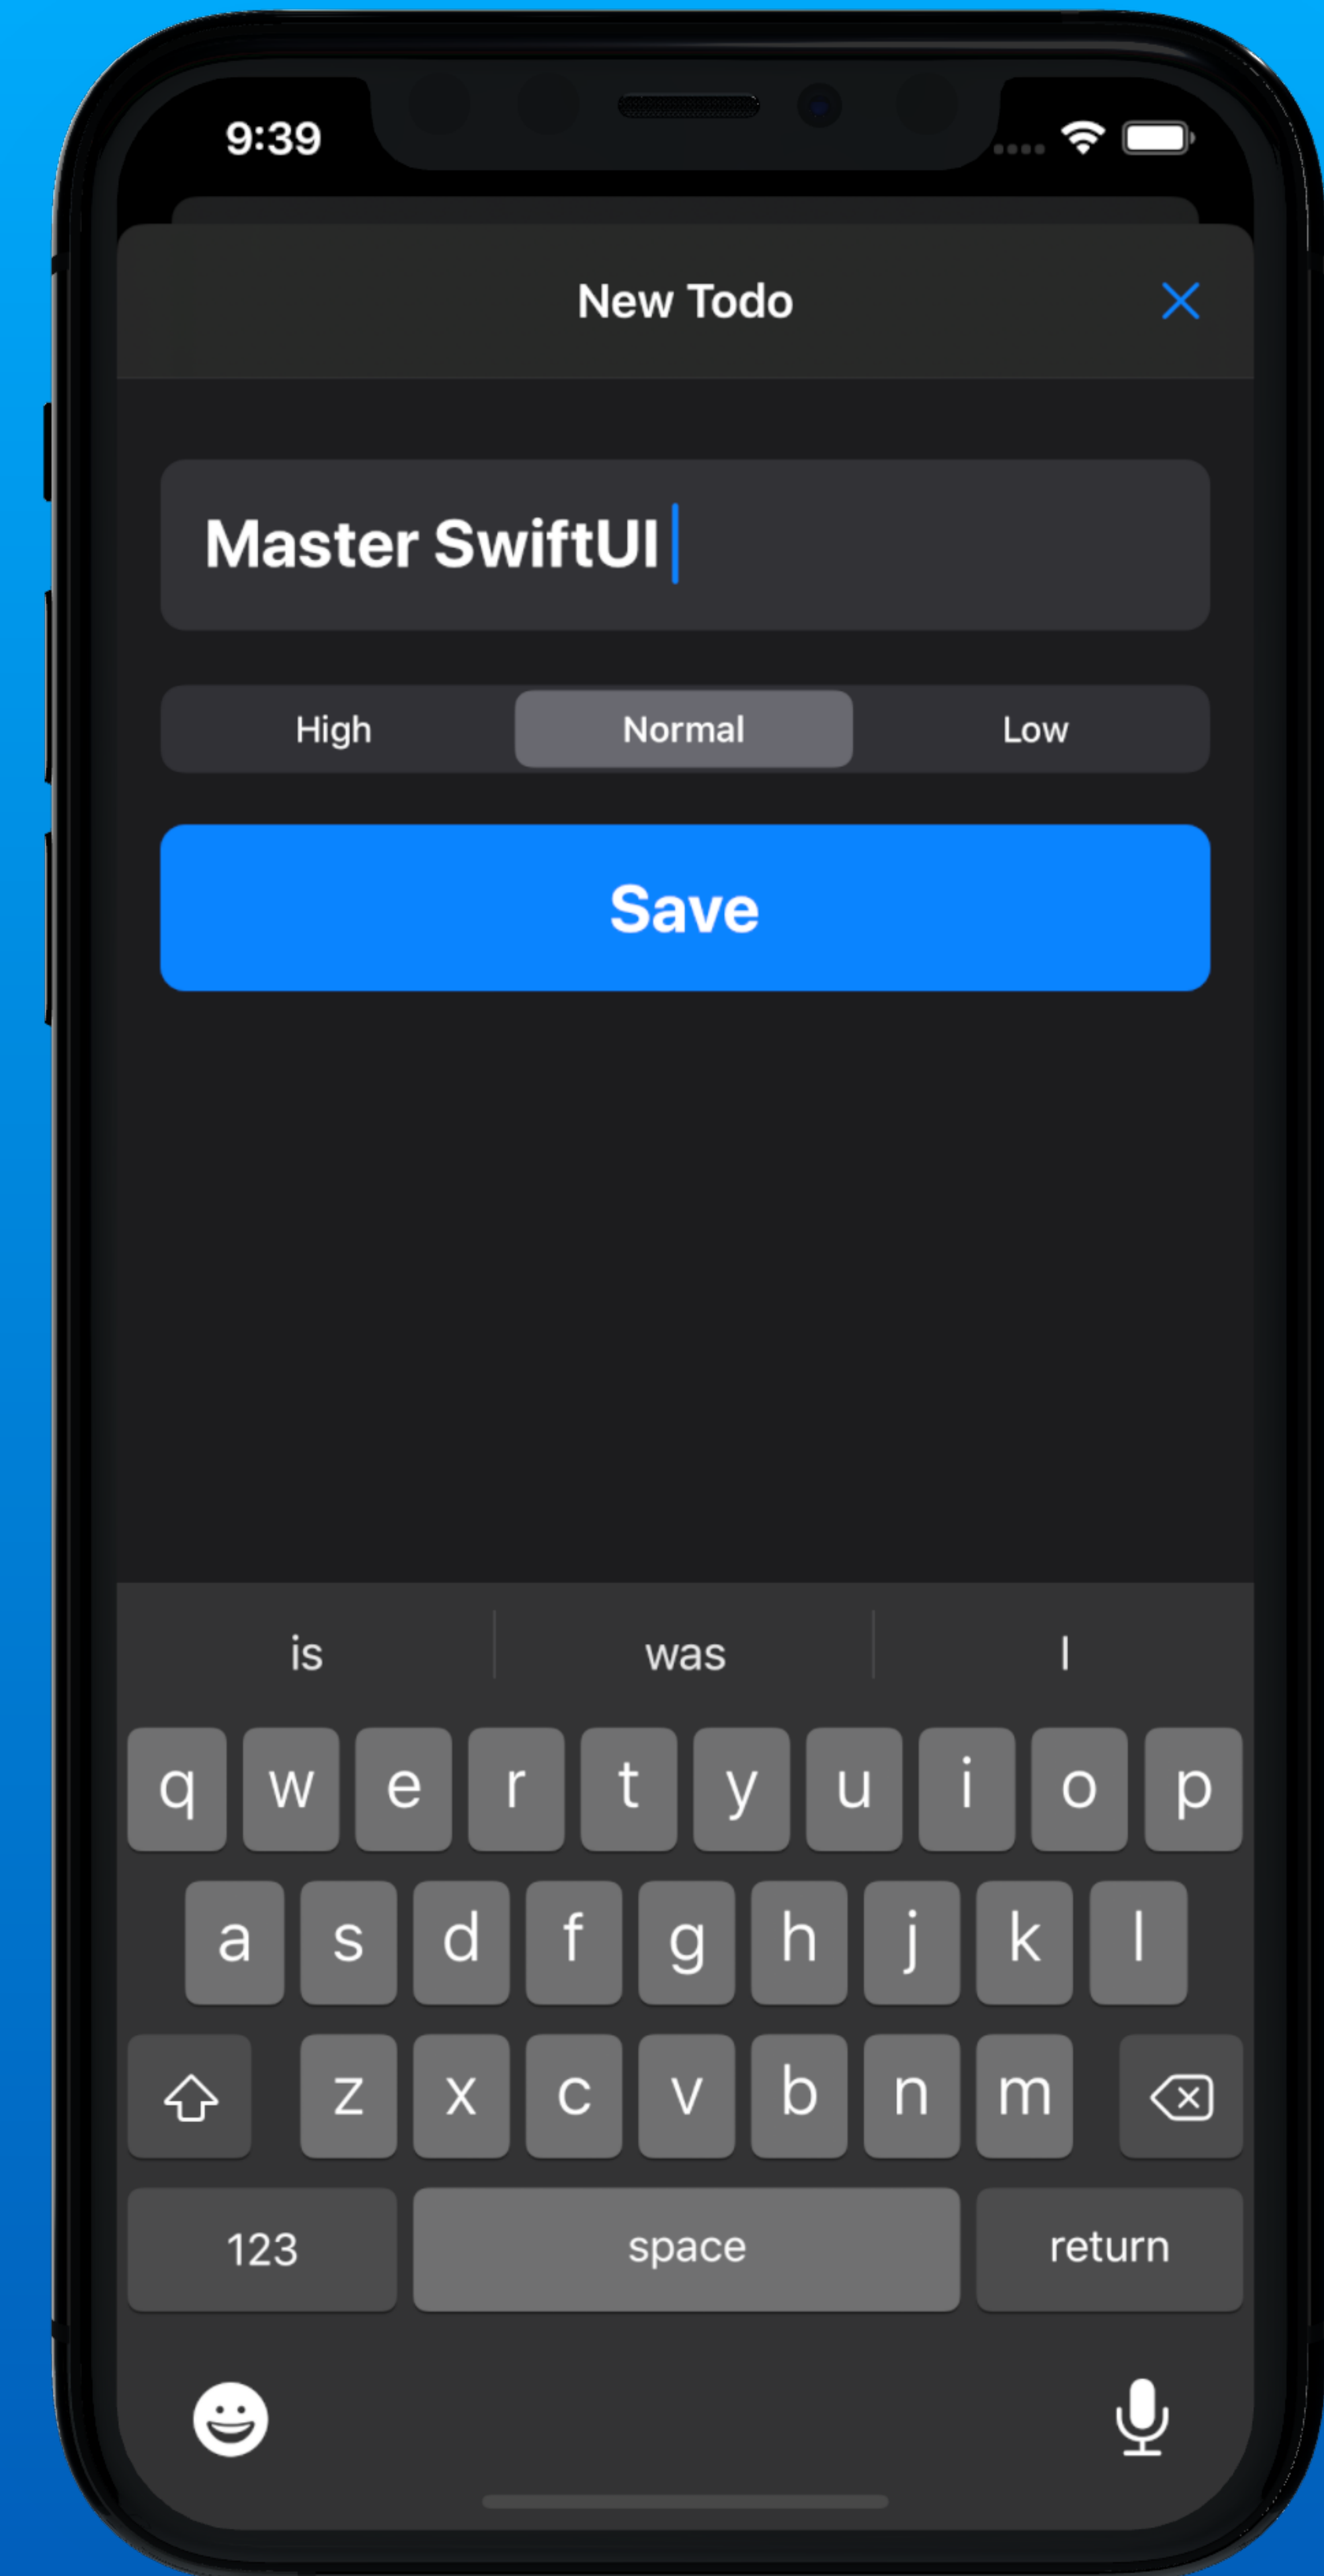 9:39
New Todo
Master SwiftUI
High Normal Low
Save
is was I
q w e r t y u i o p
a s d f g h j k l
z x c v b n m
123 space return